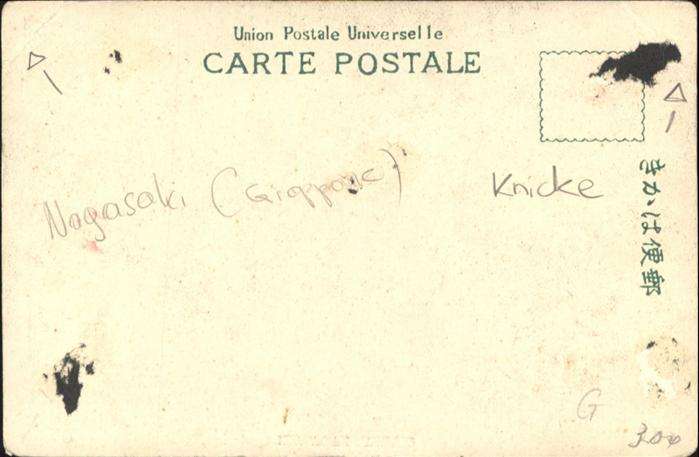 Union Postale Universelle
CARTE POSTALE
Nagasaki (Giappone)
Knicke
きかは便郵
G
300